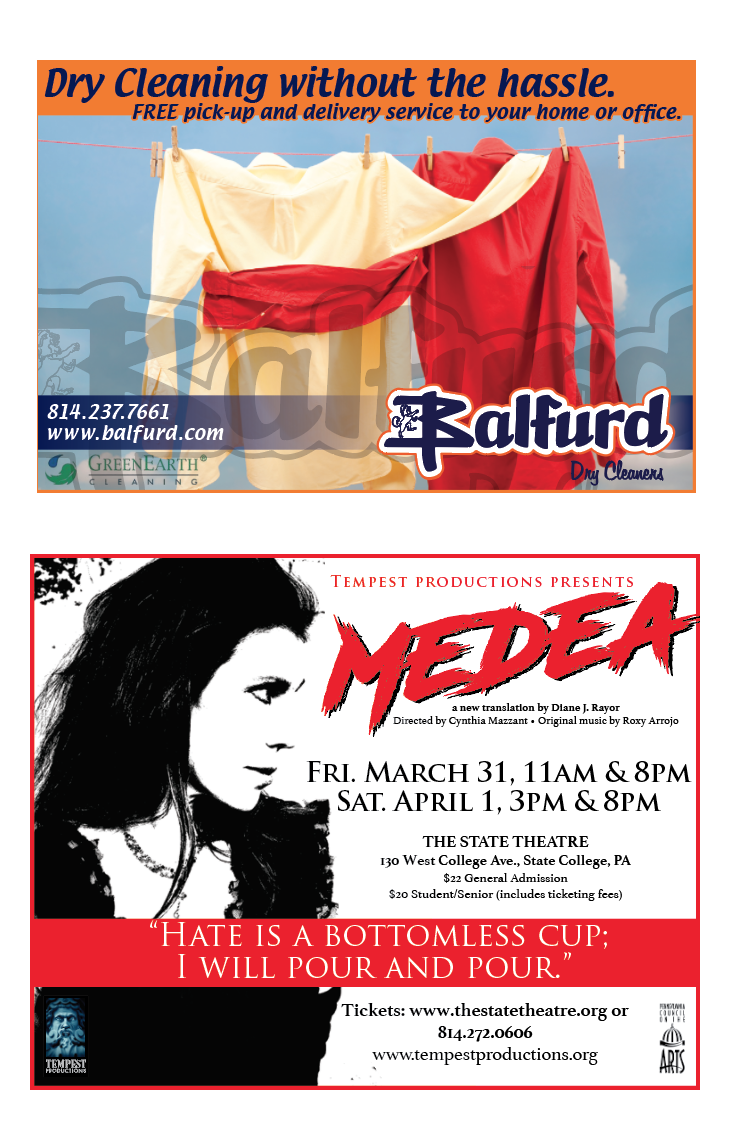 Dry Cleaning without the hassle.
FREE pick-up and delivery service to your home or office.
Balfurd
814.237.7661
www.balfurd.com
GREENEARTH®
CLEANING
Balfurd
Dry Cleaners
TEMPEST PRODUCTIONS PRESENTS
MEDEA
a new translation by Diane J. Rayor
Directed by Cynthia Mazzant • Original music by Roxy Arrojo
FRI. MARCH 31, 11AM & 8PM
SAT. APRIL 1, 3PM & 8PM
THE STATE THEATRE
130 West College Ave., State College, PA
$22 General Admission
$20 Student/Senior (includes ticketing fees)
“HATE IS A BOTTOMLESS CUP;
I WILL POUR AND POUR.”
Tickets: www.thestatetheatre.org or
814.272.0606
www.tempestproductions.org
TEMPEST
PRODUCTIONS
PENNSYLVANIA
COUNCIL
ON THE
ARTS